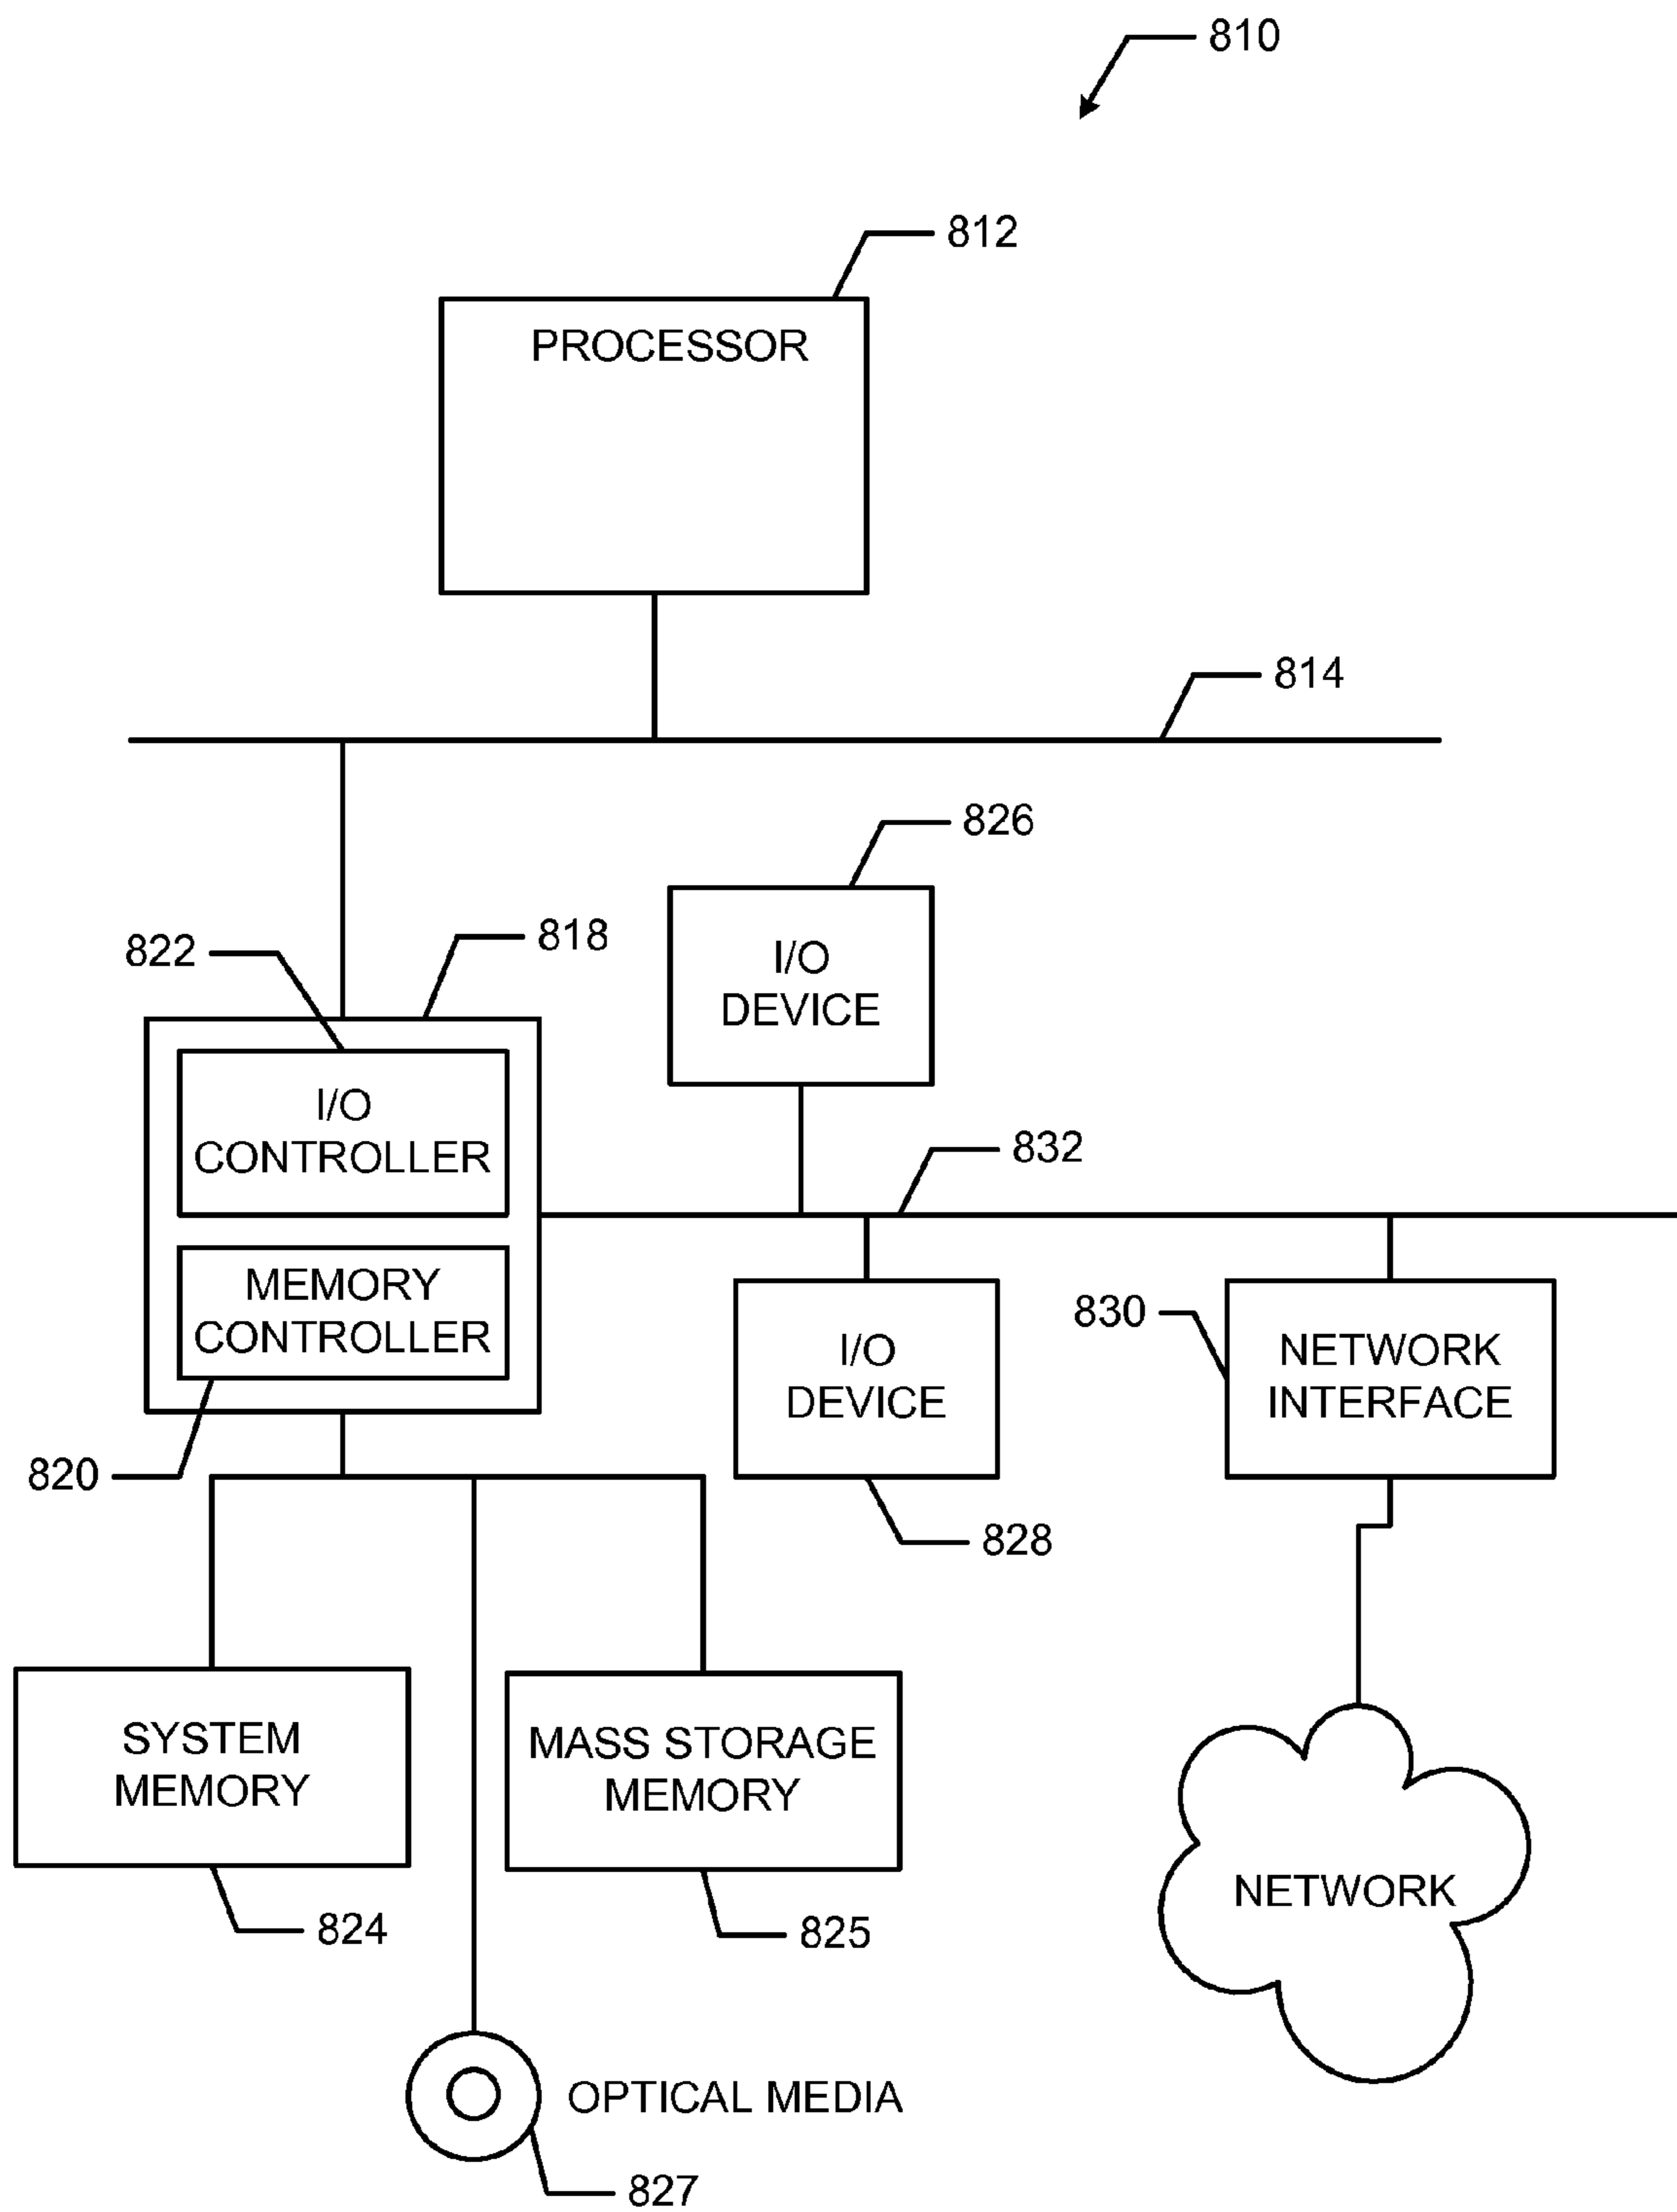 810
812
PROCESSOR
814
826
822
818
I/O
DEVICE
I/O
CONTROLLER
832
MEMORY
CONTROLLER
830
I/O
DEVICE
NETWORK
INTERFACE
820
828
SYSTEM
MEMORY
MASS STORAGE
MEMORY
NETWORK
824
825
OPTICAL MEDIA
827